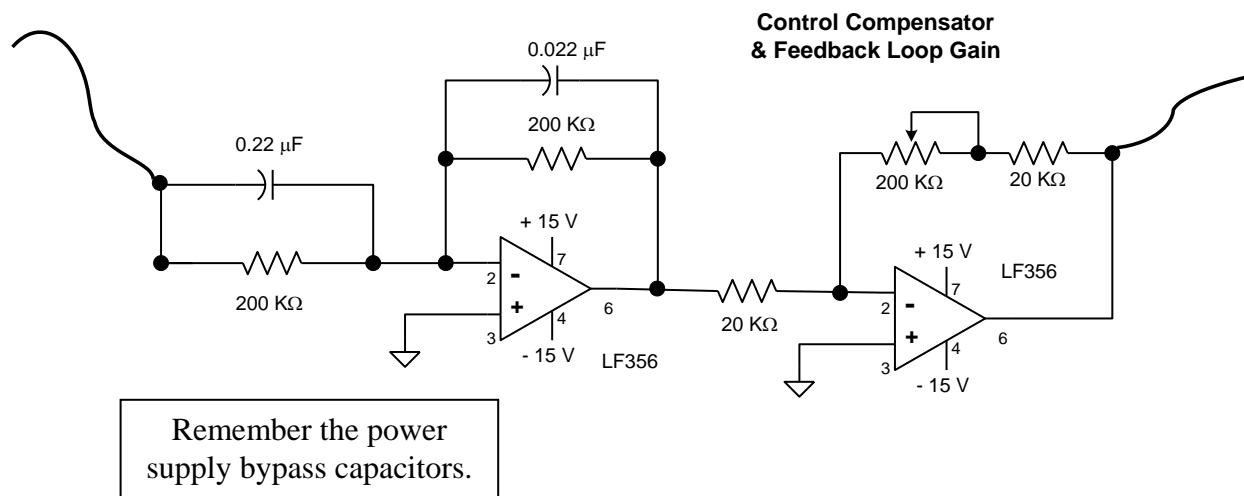 Control Compensator
& Feedback Loop Gain
0.022 μF
200 KΩ
0.22 μF
200 KΩ
+ 15 V
7
2
-
+
3
4
6
- 15 V
LF356
20 KΩ
200 KΩ
20 KΩ
+ 15 V
7
LF356
2
-
+
3
4
6
- 15 V
Remember the power
supply bypass capacitors.